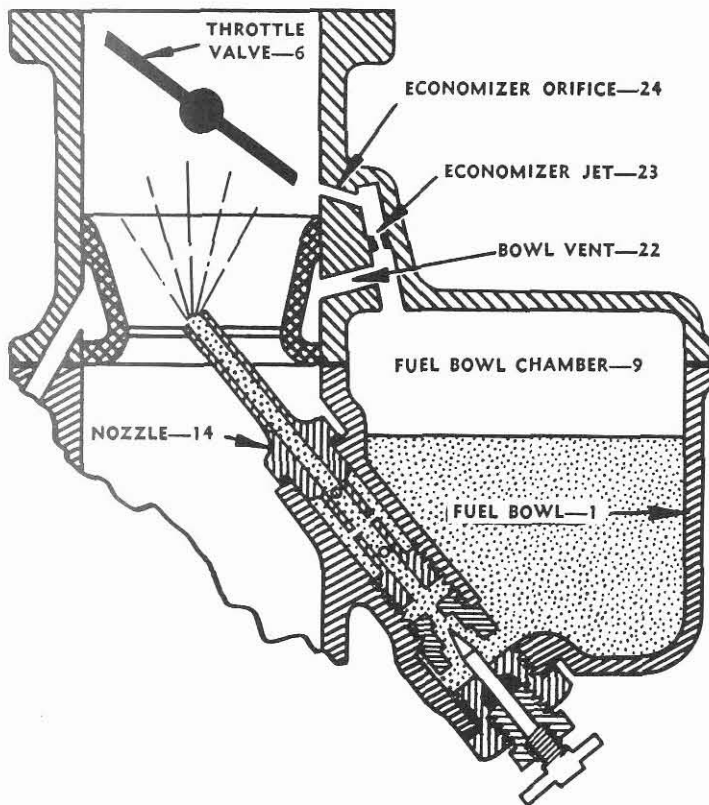 THROTTLE
VALVE—6
ECONOMIZER ORIFICE—24
ECONOMIZER JET—23
BOWL VENT—22
FUEL BOWL CHAMBER—9
NOZZLE—14
FUEL BOWL—1